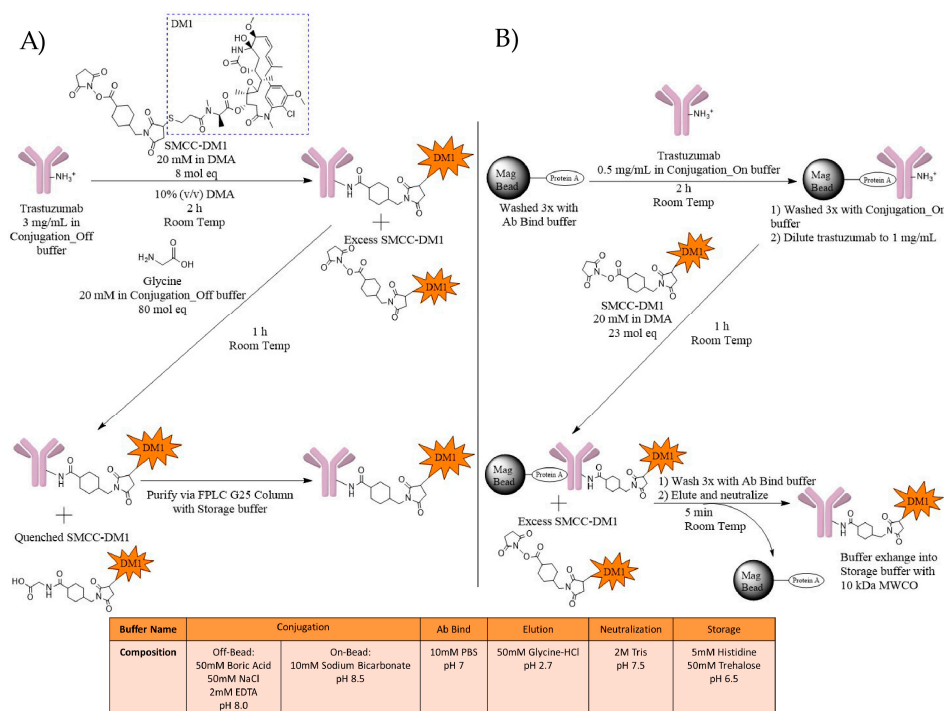 A)
DM1
SMCC-DM1
20 mM in DMA
8 mol eq
10% (v/v) DMA
2 h
Room Temp
NH₃⁺
Trastuzumab
3 mg/mL in
Conjugation_Off
buffer
Glycine
20 mM in Conjugation_Off buffer
80 mol eq
DM1
Excess SMCC-DM1
DM1
1 h
Room Temp
DM1
Quenched SMCC-DM1
DM1
Purify via FPLC G25 Column
with Storage buffer
DM1
B)
NH₃⁺
Trastuzumab
0.5 mg/mL in Conjugation_On buffer
2 h
Room Temp
Mag
Bead
Protein A
Washed 3x with
Ab Bind buffer
Mag
Bead
Protein A
NH₃⁺
1) Washed 3x with Conjugation_On
buffer
2) Dilute trastuzumab to 1 mg/mL
DM1
SMCC-DM1
20 mM in DMA
23 mol eq
1 h
Room Temp
Mag
Bead
Protein A
DM1
Excess SMCC-DM1
DM1
1) Wash 3x with Ab Bind buffer
2) Elute and neutralize
5 min
Room Temp
Mag
Bead
Protein A
DM1
Buffer exhange into
Storage buffer with
10 kDa MWCO
Buffer Name Conjugation Ab Bind Elution Neutralization Storage
Composition Off-Bead: On-Bead: 10mM PBS 50mM Glycine-HCl 2M Tris 5mM Histidine
50mM Boric Acid 10mM Sodium Bicarbonate pH 7 pH 2.7 pH 7.5 50mM Trehalose
50mM NaCl pH 8.5 pH 6.5
2mM EDTA
pH 8.0